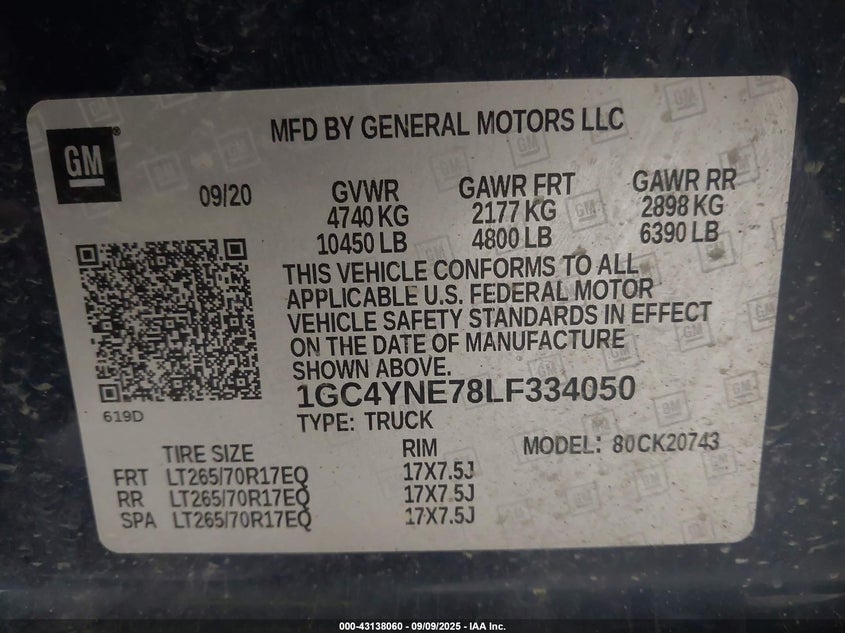 MFD BY GENERAL MOTORS LLC
GM®
09/20
GVWR GAWR FRT GAWR RR
4740 KG 2177 KG 2898 KG
10450 LB 4800 LB 6390 LB
THIS VEHICLE CONFORMS TO ALL
APPLICABLE U.S. FEDERAL MOTOR
VEHICLE SAFETY STANDARDS IN EFFECT
ON THE DATE OF MANUFACTURE
SHOWN ABOVE.
1GC4YNE78LF334050
619D
TYPE: TRUCK
TIRE SIZE RIM MODEL: 80CK20743
FRT LT265/70R17EQ 17X7.5J
RR LT265/70R17EQ 17X7.5J
SPA LT265/70R17EQ 17X7.5J
000-43138060 - 09/09/2025 - IAA Inc.